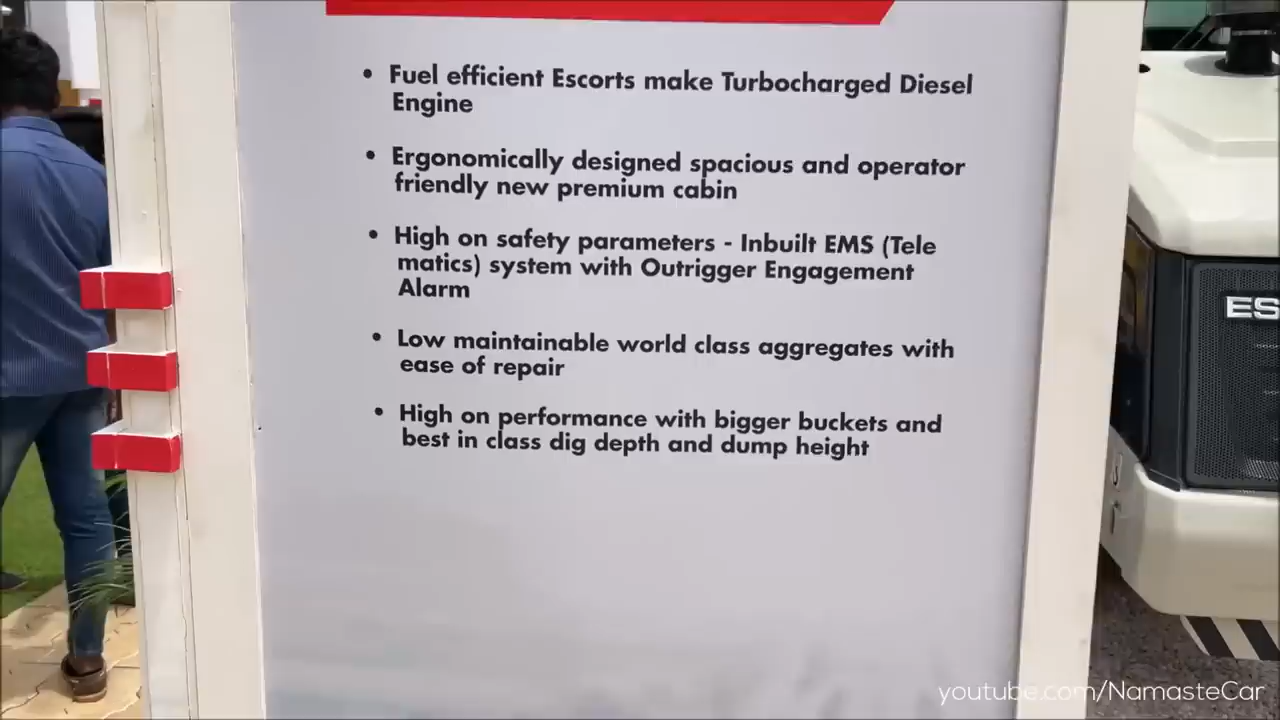 • Fuel efficient Escorts make Turbocharged Diesel
Engine
• Ergonomically designed spacious and operator
friendly new premium cabin
• High on safety parameters - Inbuilt EMS (Tele
matics) system with Outrigger Engagement
Alarm
• Low maintainable world class aggregates with
ease of repair
• High on performance with bigger buckets and
best in class dig depth and dump height
ES
youtube.com/NamasteCar